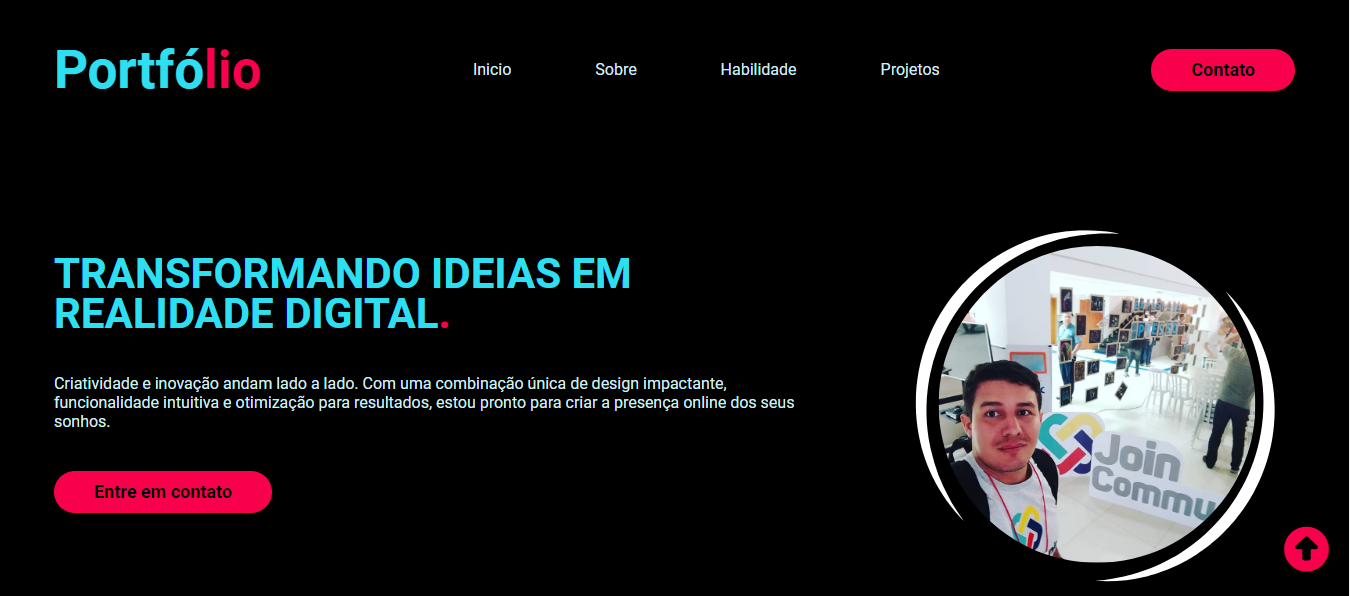 Portfólio
Inicio
Sobre
Habilidade
Projetos
Contato
TRANSFORMANDO IDEIAS EM
REALIDADE DIGITAL.
Criatividade e inovação andam lado a lado. Com uma combinação única de design impactante,
funcionalidade intuitiva e otimização para resultados, estou pronto para criar a presença online dos seus
sonhos.
Entre em contato
Join
Commu